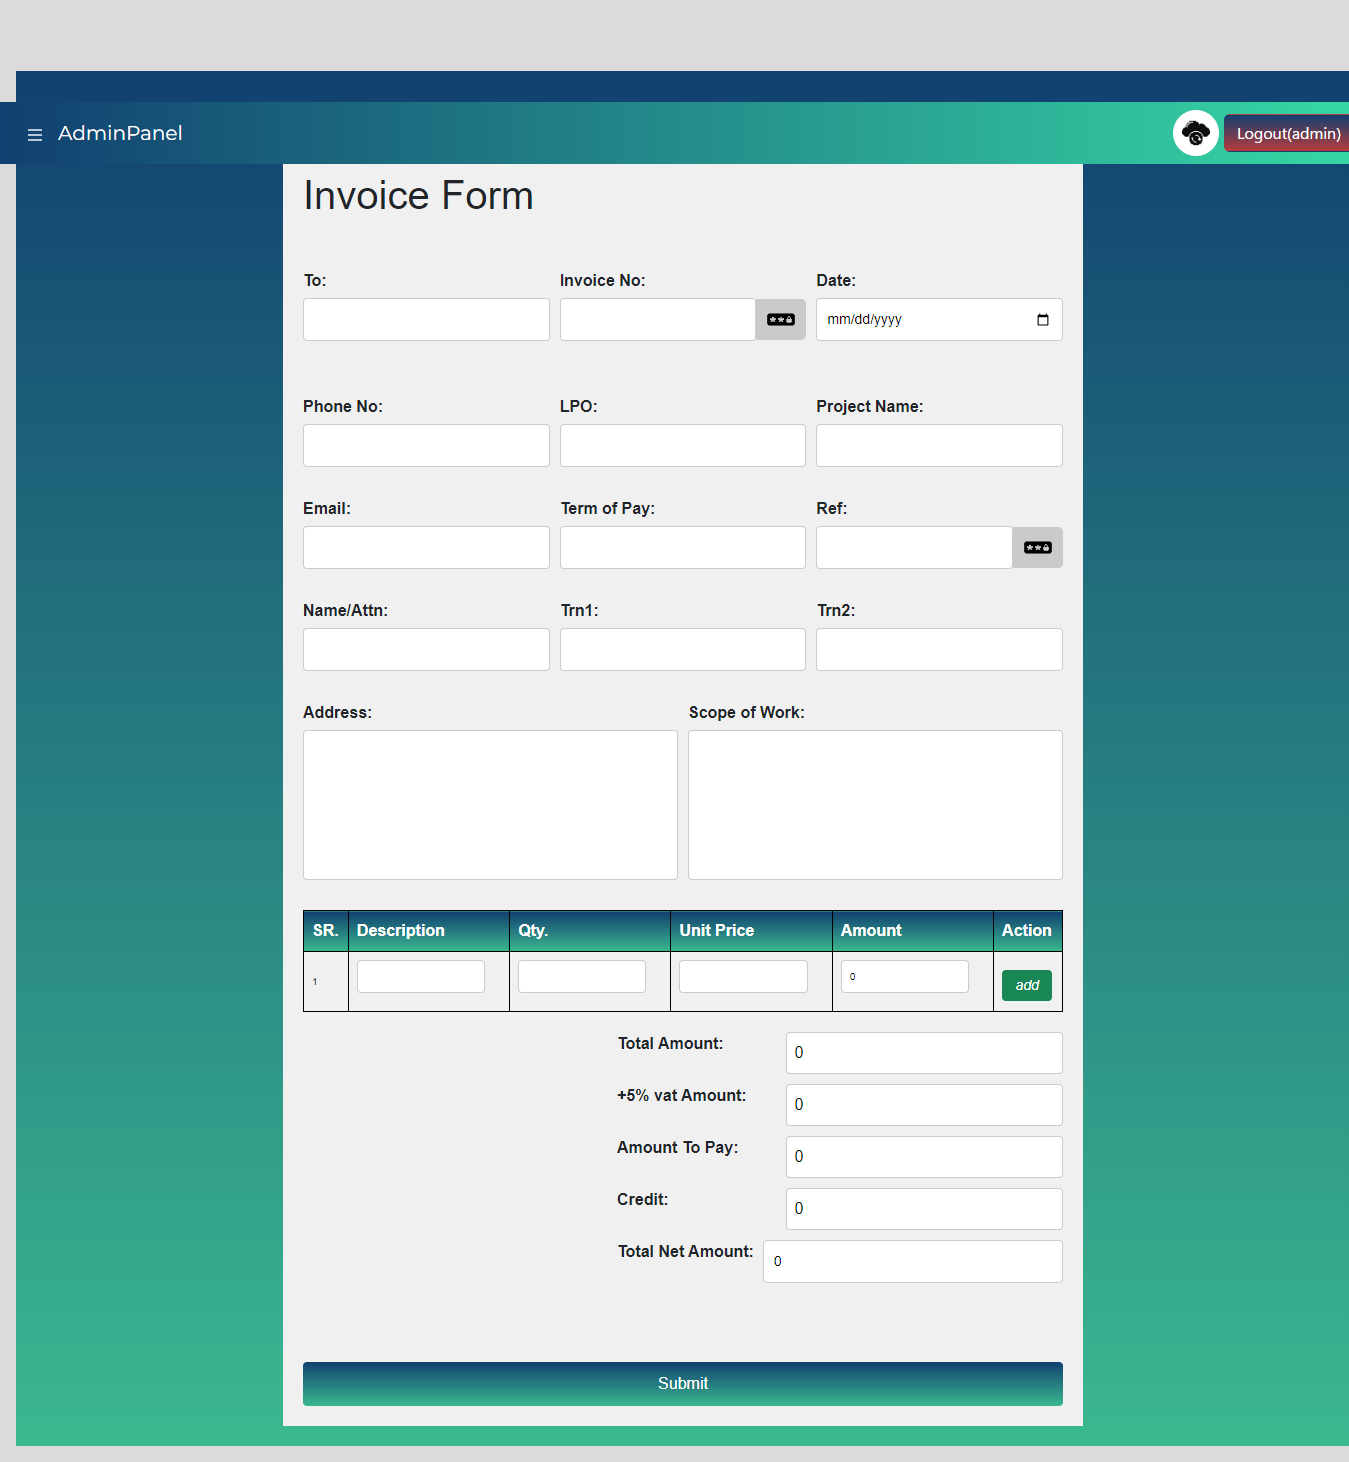 AdminPanel
Logout(admin)
Invoice Form
To:
Invoice No:
Date:
mm/dd/yyyy
Phone No:
LPO:
Project Name:
Email:
Term of Pay:
Ref:
Name/Attn:
Trn1:
Trn2:
Address:
Scope of Work:
SR. Description Qty. Unit Price Amount Action
1 0 add
Total Amount: 0
+5% vat Amount: 0
Amount To Pay: 0
Credit: 0
Total Net Amount: 0
Submit